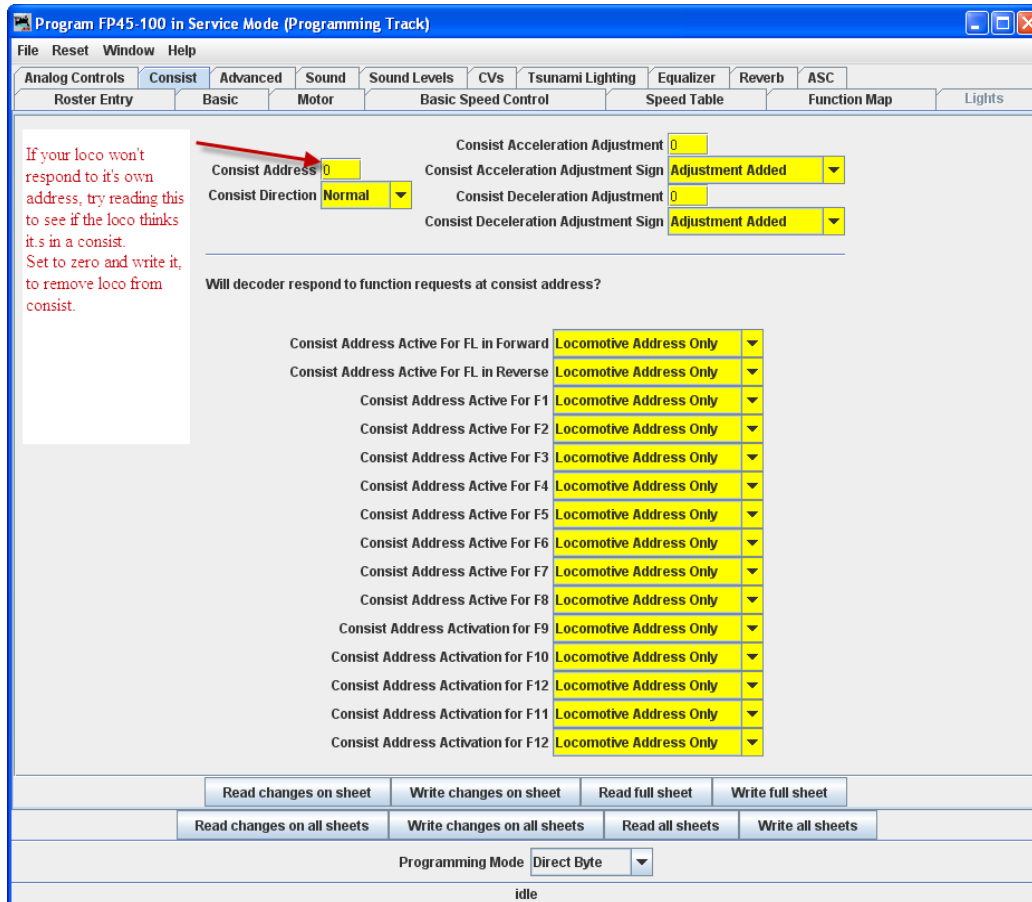 Program FP45-100 in Service Mode (Programming Track)
File Reset Window Help
Analog Controls Consist Advanced Sound Sound Levels CVs Tsunami Lighting Equalizer Reverb ASC
Roster Entry Basic Motor Basic Speed Control Speed Table Function Map Lights
If your loco won't
respond to it's own
address, try reading this
to see if the loco thinks
it.s in a consist.
Set to zero and write it,
to remove loco from
consist.
Consist Address 0
Consist Direction Normal
Consist Acceleration Adjustment 0
Consist Acceleration Adjustment Sign Adjustment Added
Consist Deceleration Adjustment 0
Consist Deceleration Adjustment Sign Adjustment Added
Will decoder respond to function requests at consist address?
Consist Address Active For FL in Forward Locomotive Address Only
Consist Address Active For FL in Reverse Locomotive Address Only
Consist Address Active For F1 Locomotive Address Only
Consist Address Active For F2 Locomotive Address Only
Consist Address Active For F3 Locomotive Address Only
Consist Address Active For F4 Locomotive Address Only
Consist Address Active For F5 Locomotive Address Only
Consist Address Active For F6 Locomotive Address Only
Consist Address Active For F7 Locomotive Address Only
Consist Address Active For F8 Locomotive Address Only
Consist Address Activation for F9 Locomotive Address Only
Consist Address Activation for F10 Locomotive Address Only
Consist Address Activation for F12 Locomotive Address Only
Consist Address Activation for F11 Locomotive Address Only
Consist Address Activation for F12 Locomotive Address Only
Read changes on sheet Write changes on sheet Read full sheet Write full sheet
Read changes on all sheets Write changes on all sheets Read all sheets Write all sheets
Programming Mode Direct Byte
idle